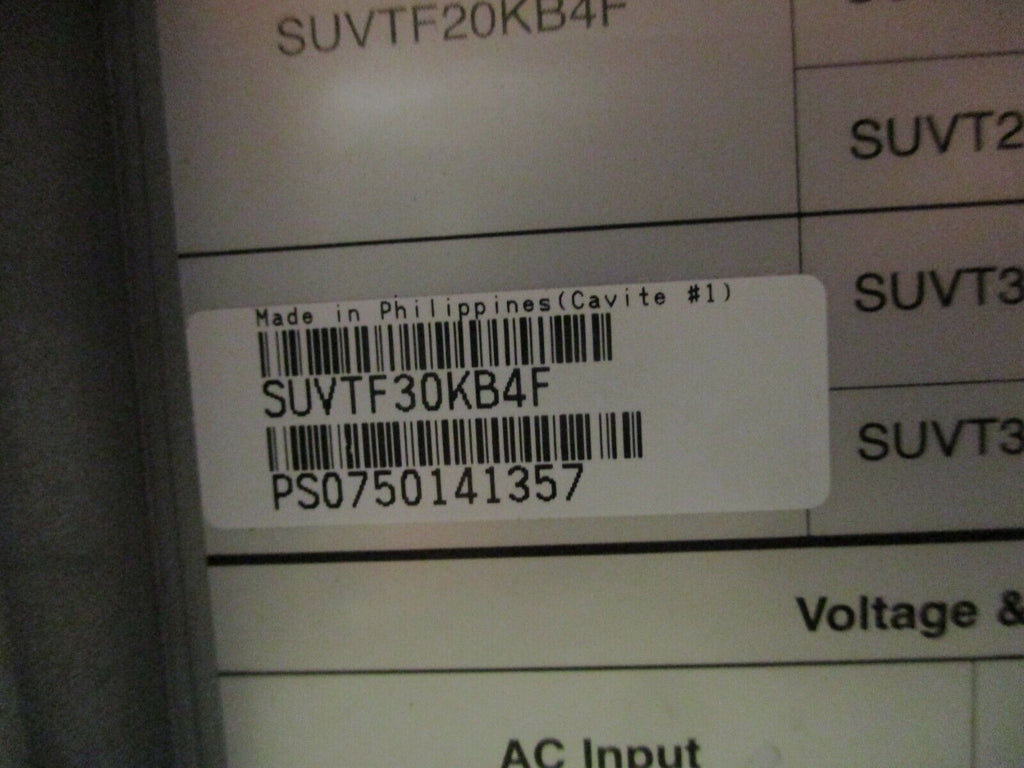 SUVTF20KB4F
SUVT2
SUVT3
Made in Philippines(Cavite #1)
SUVTF30KB4F
SUVT3
PS0750141357
Voltage &
AC Input